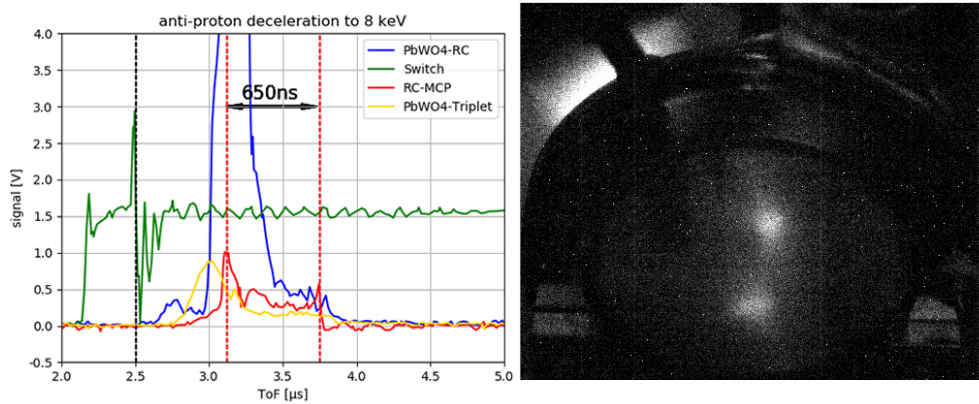 anti-proton deceleration to 8 keV
4.0
3.5
3.0
2.5
2.0
1.5
1.0
0.5
0.0
-0.5
signal [V]
650ns
PbWO4-RC
Switch
RC-MCP
PbWO4-Triplet
2.0 2.5 3.0 3.5 4.0 4.5 5.0
ToF [μs]